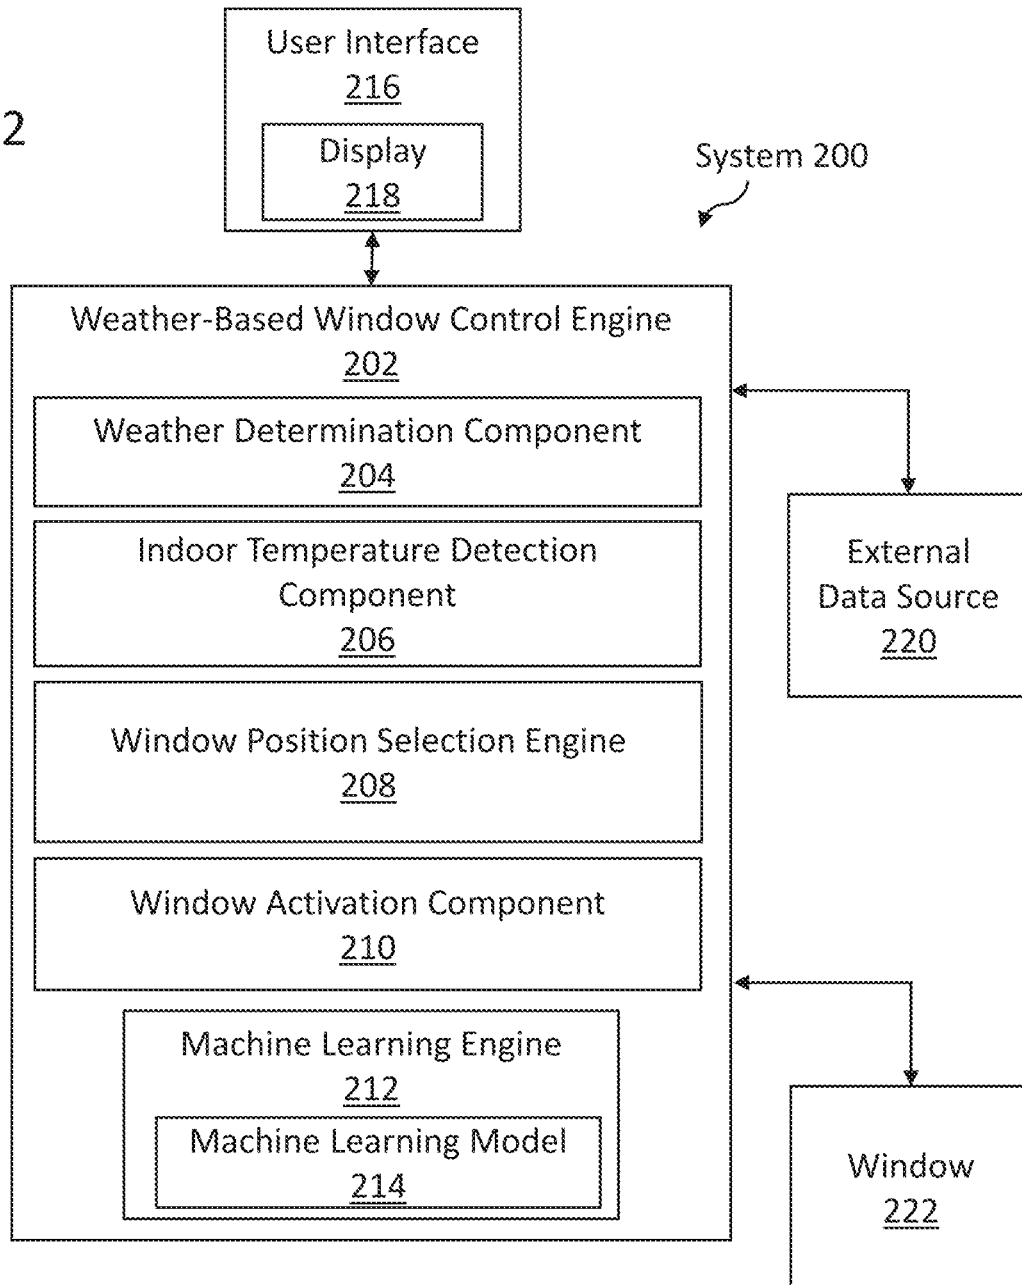 User Interface
216
2
Display
218
System 200
Weather-Based Window Control Engine
202
Weather Determination Component
204
Indoor Temperature Detection
Component
206
External
Data Source
220
Window Position Selection Engine
208
Window Activation Component
210
Machine Learning Engine
212
Machine Learning Model
214
Window
222